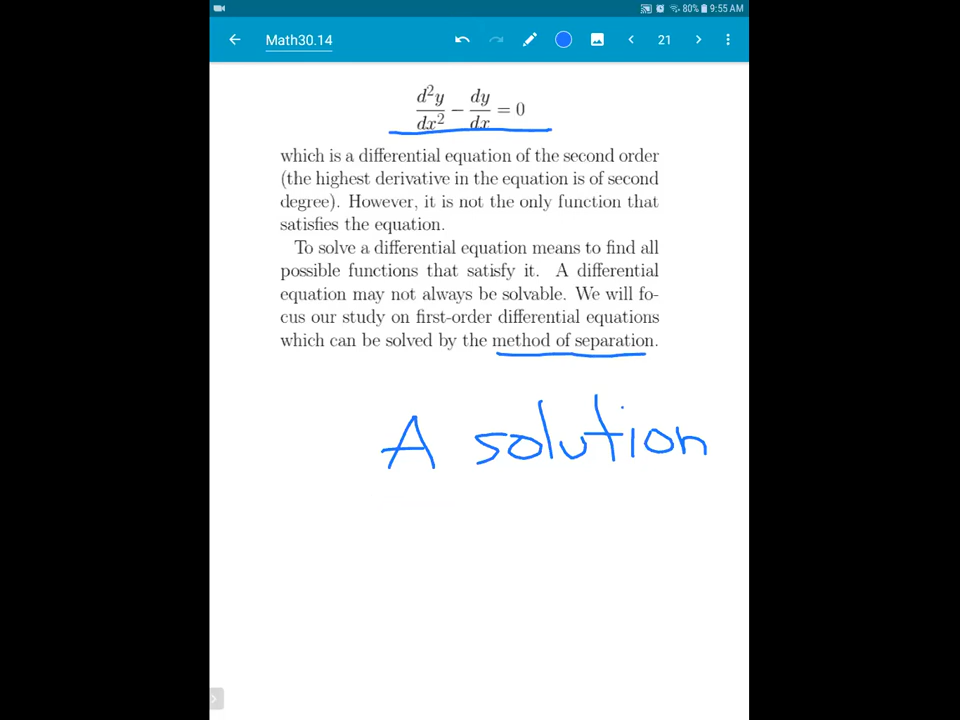 80% 9:55 AM
Math30.14
21
d²y/dx² − dy/dx = 0
which is a differential equation of the second order
(the highest derivative in the equation is of second
degree). However, it is not the only function that
satisfies the equation.
To solve a differential equation means to find all
possible functions that satisfy it. A differential
equation may not always be solvable. We will fo-
cus our study on first-order differential equations
which can be solved by the method of separation.
A solution